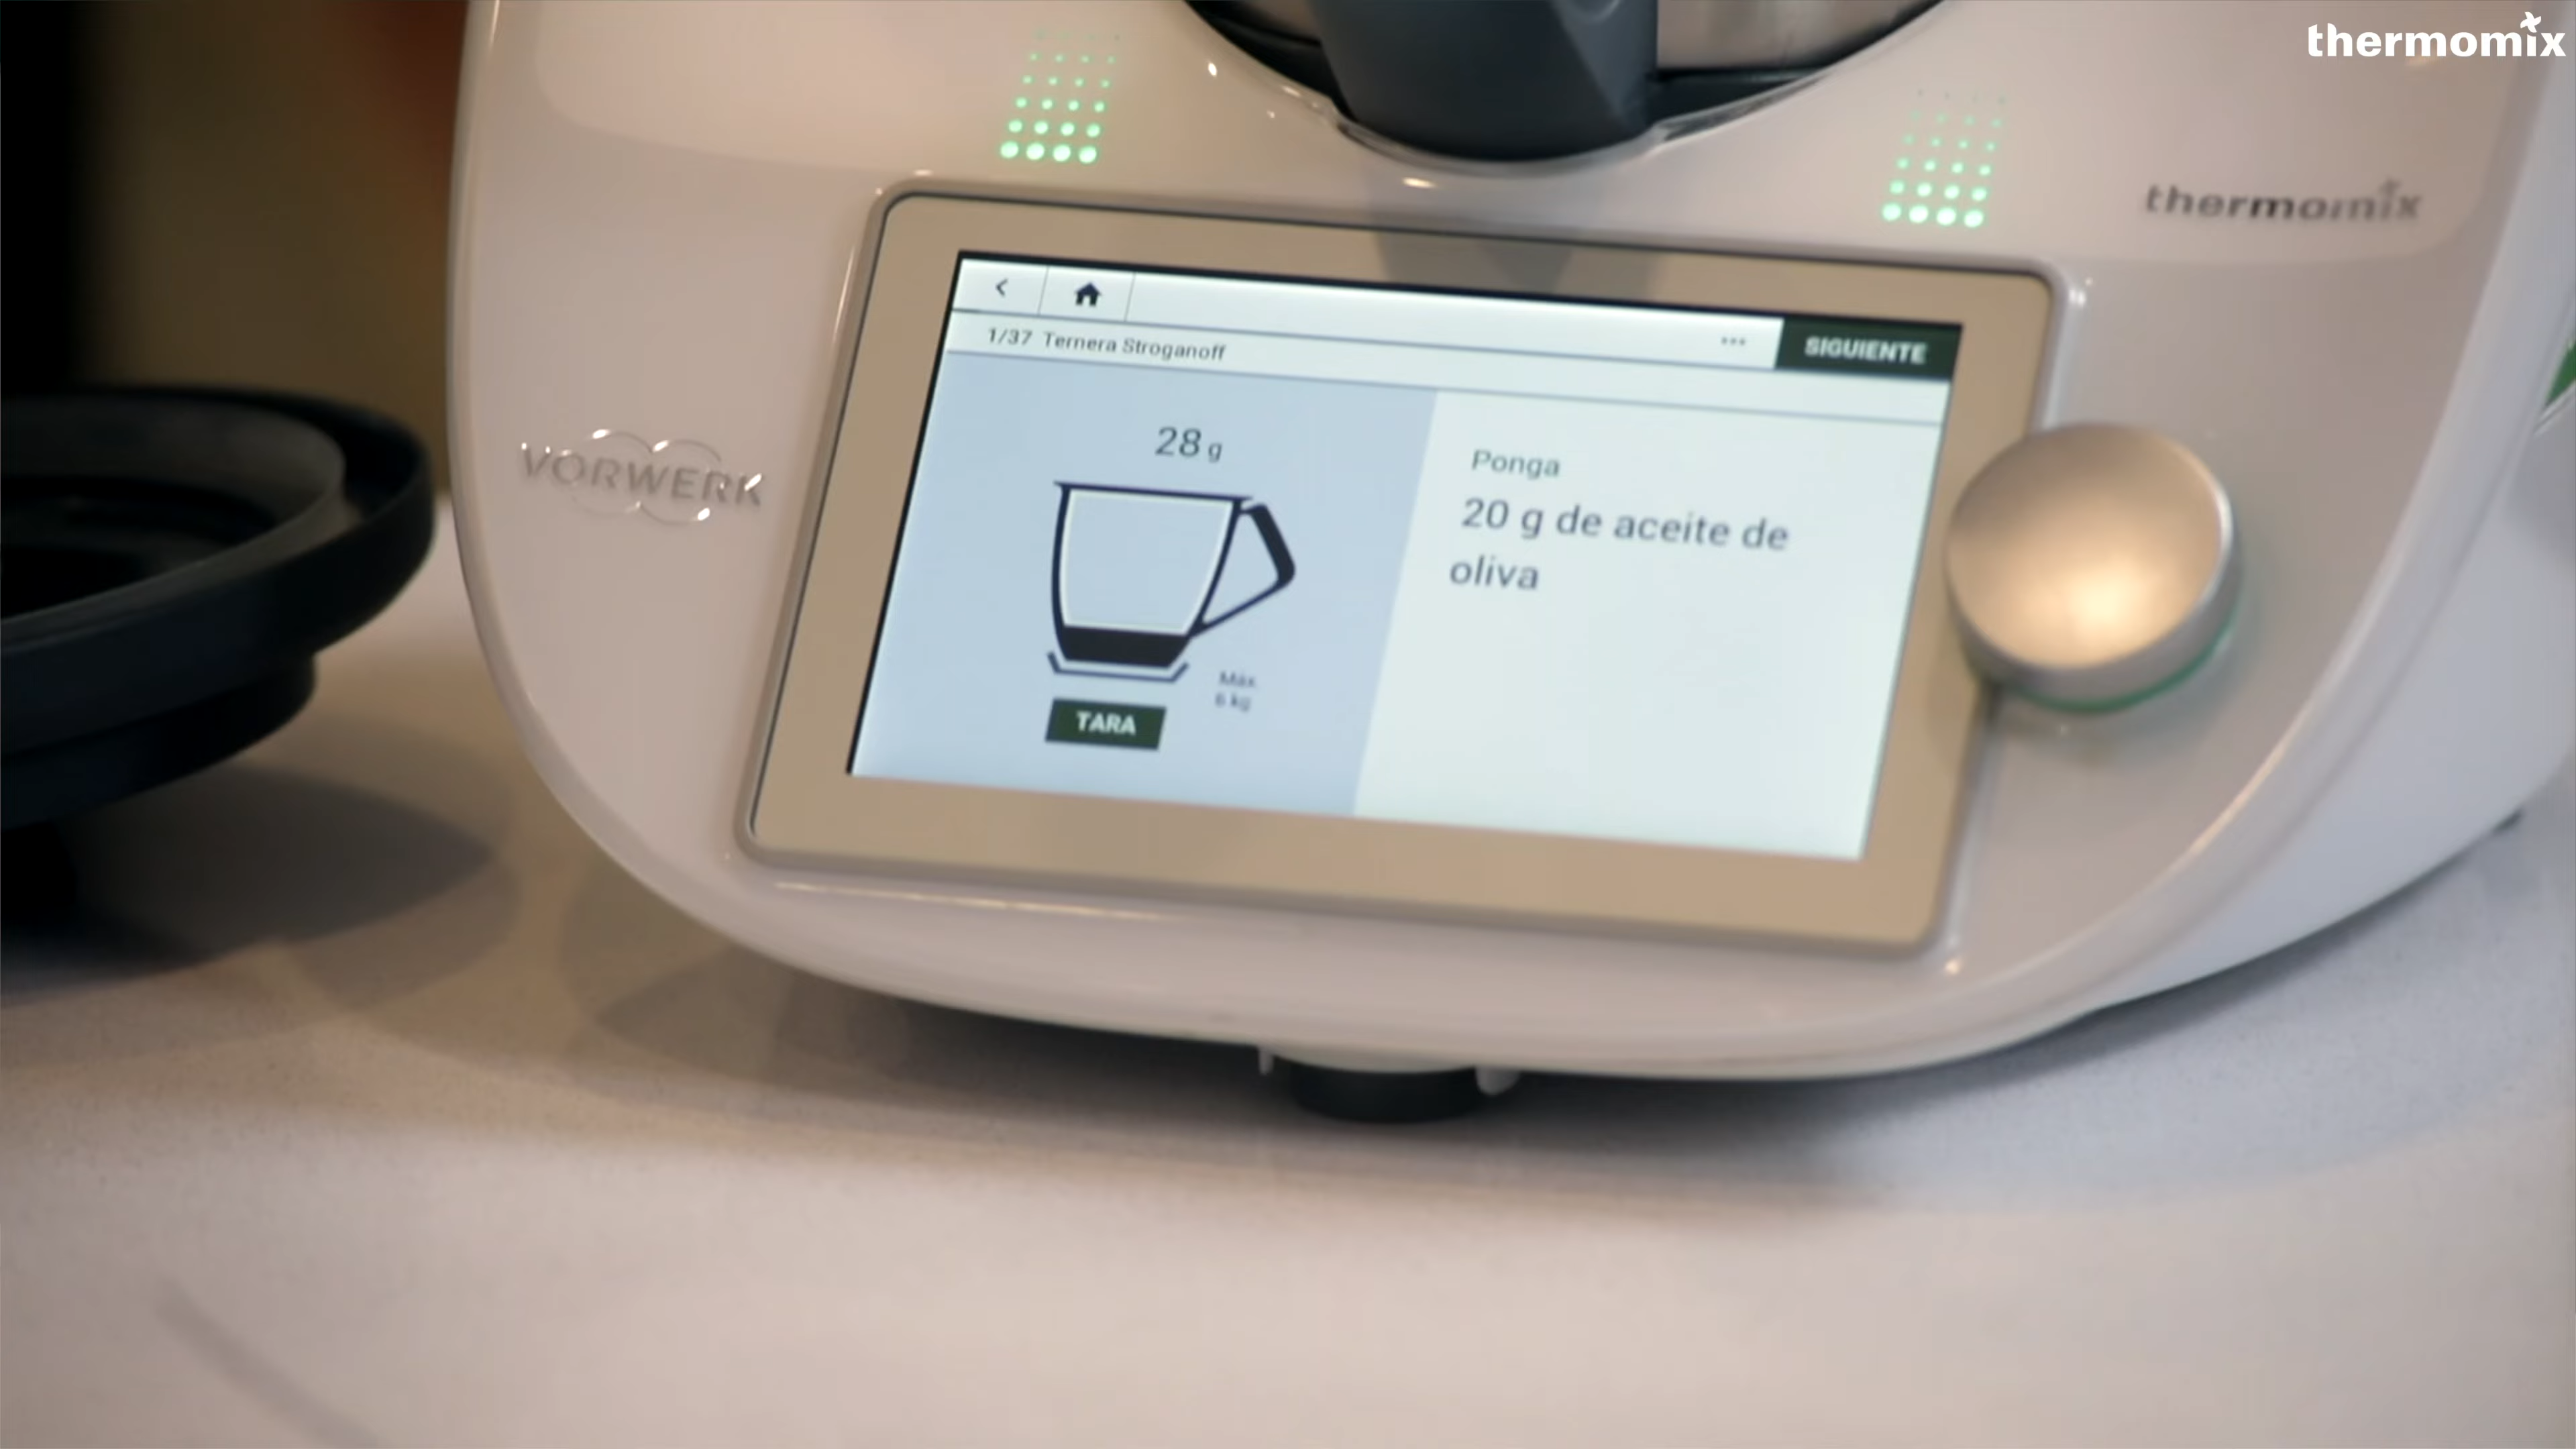 thermomix
thermomix
SIGUIENTE
1/37 Ternera Stroganoff
VORWERK
28 g
Ponga
20 g de aceite de
oliva
Máx.
6 kg
TARA